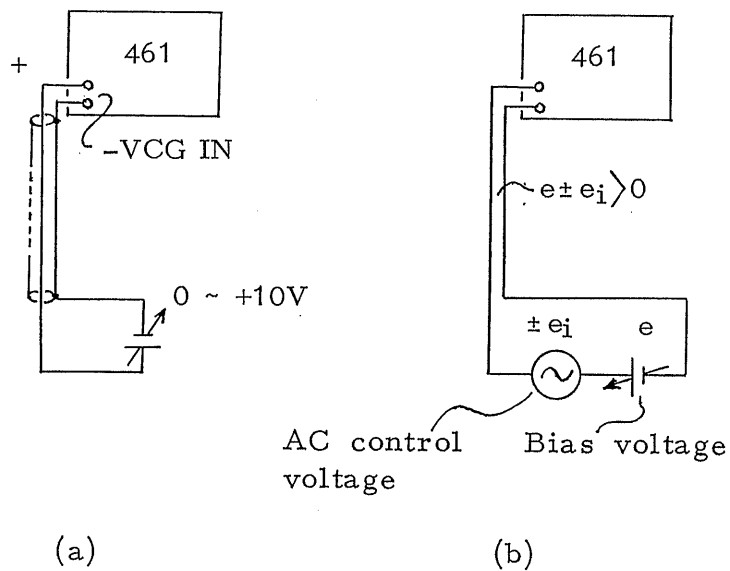 461
+
-VCG IN
0 ~ +10V
(a)
461
e ± ei > 0
± ei
e
AC control
voltage
Bias voltage
(b)